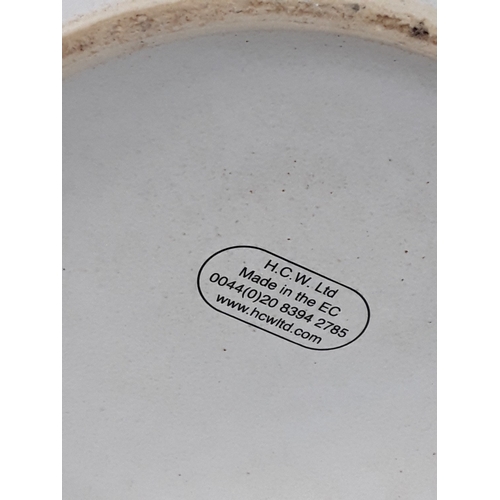 H.C.W. Ltd
Made in the EC
0044(0)20 8394 2785
www.hcwltd.com